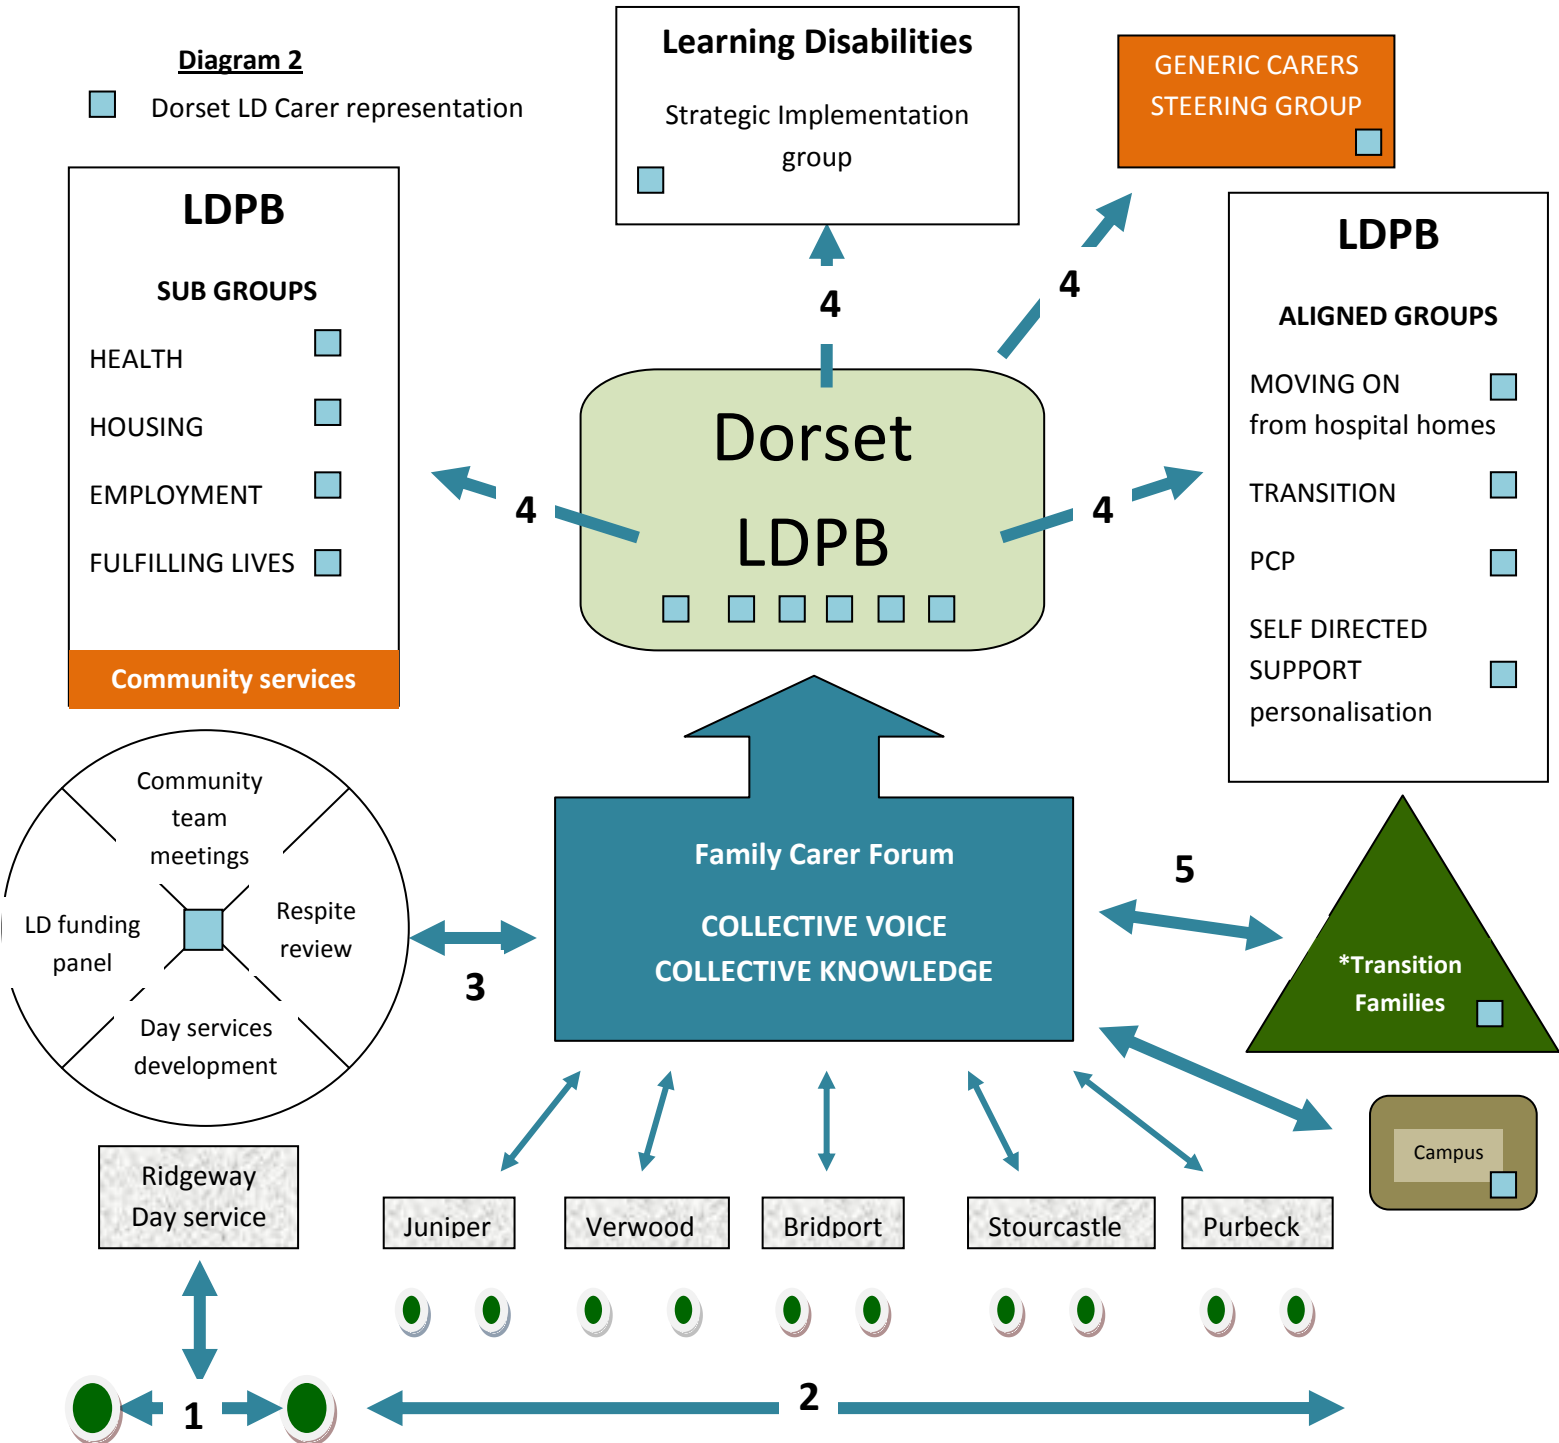 Diagram 2
Dorset LD Carer representation
Learning Disabilities
Strategic Implementation
group
GENERIC CARERS
STEERING GROUP
LDPB
SUB GROUPS
HEALTH
HOUSING
EMPLOYMENT
FULFILLING LIVES
Community services
4
4
4
4
Dorset
LDPB
LDPB
ALIGNED GROUPS
MOVING ON
from hospital homes
TRANSITION
PCP
SELF DIRECTED
SUPPORT
personalisation
Community
team
meetings
LD funding
panel
Respite
review
Day services
development
3
Family Carer Forum
COLLECTIVE VOICE
COLLECTIVE KNOWLEDGE
5
*Transition
Families
Campus
Ridgeway
Day service
Juniper
Verwood
Bridport
Stourcastle
Purbeck
1
2